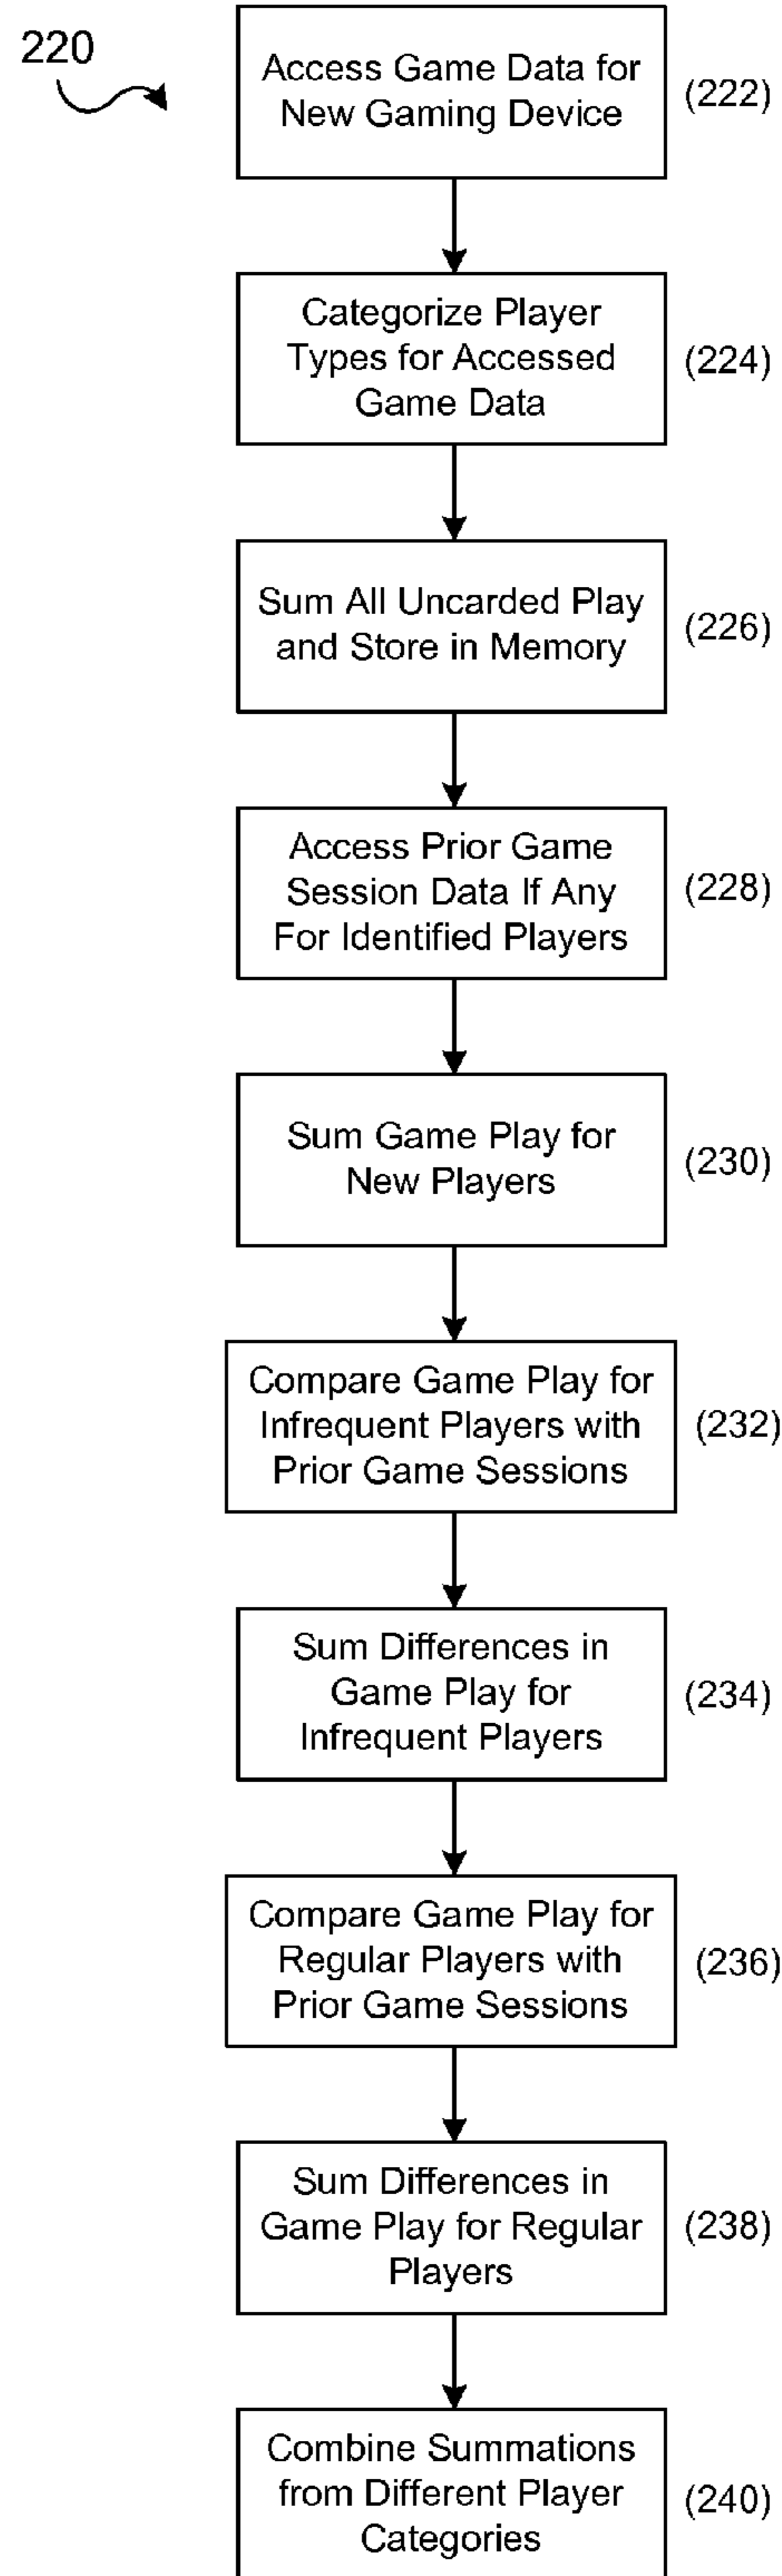 220
Access Game Data for
New Gaming Device
(222)
Categorize Player
Types for Accessed
Game Data
(224)
Sum All Uncarded Play
and Store in Memory
(226)
Access Prior Game
Session Data If Any
For Identified Players
(228)
Sum Game Play for
New Players
(230)
Compare Game Play for
Infrequent Players with
Prior Game Sessions
(232)
Sum Differences in
Game Play for
Infrequent Players
(234)
Compare Game Play for
Regular Players with
Prior Game Sessions
(236)
Sum Differences in
Game Play for Regular
Players
(238)
Combine Summations
from Different Player
Categories
(240)